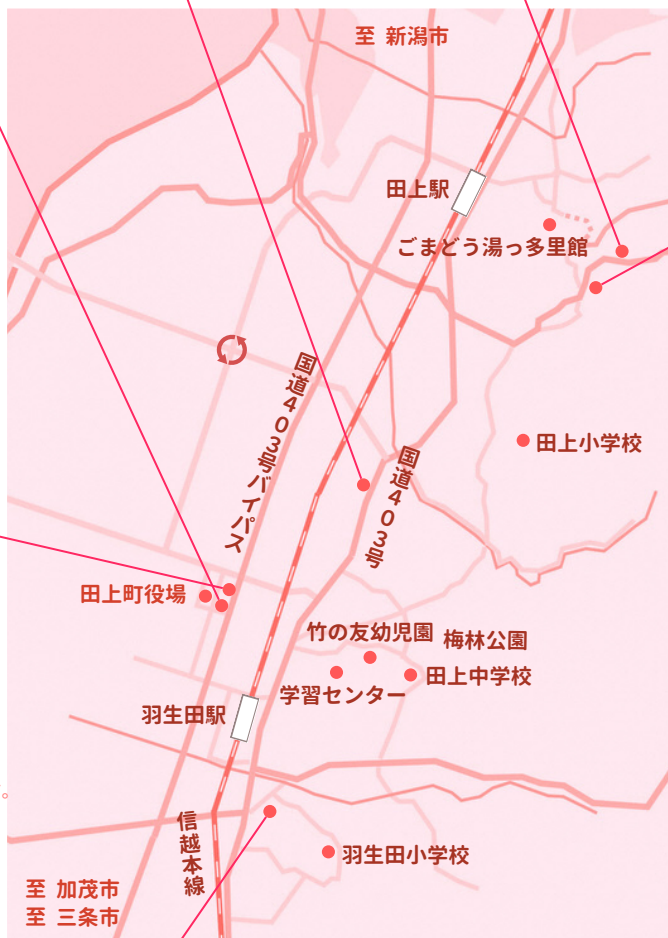 至 新潟市
田上駅
ごまどう湯っ多里館
国道403号バイパス
田上小学校
国道403号
田上町役場
竹の友幼児園
梅林公園
田上中学校
学習センター
羽生田駅
信越本線
羽生田小学校
至 加茂市
至 三条市